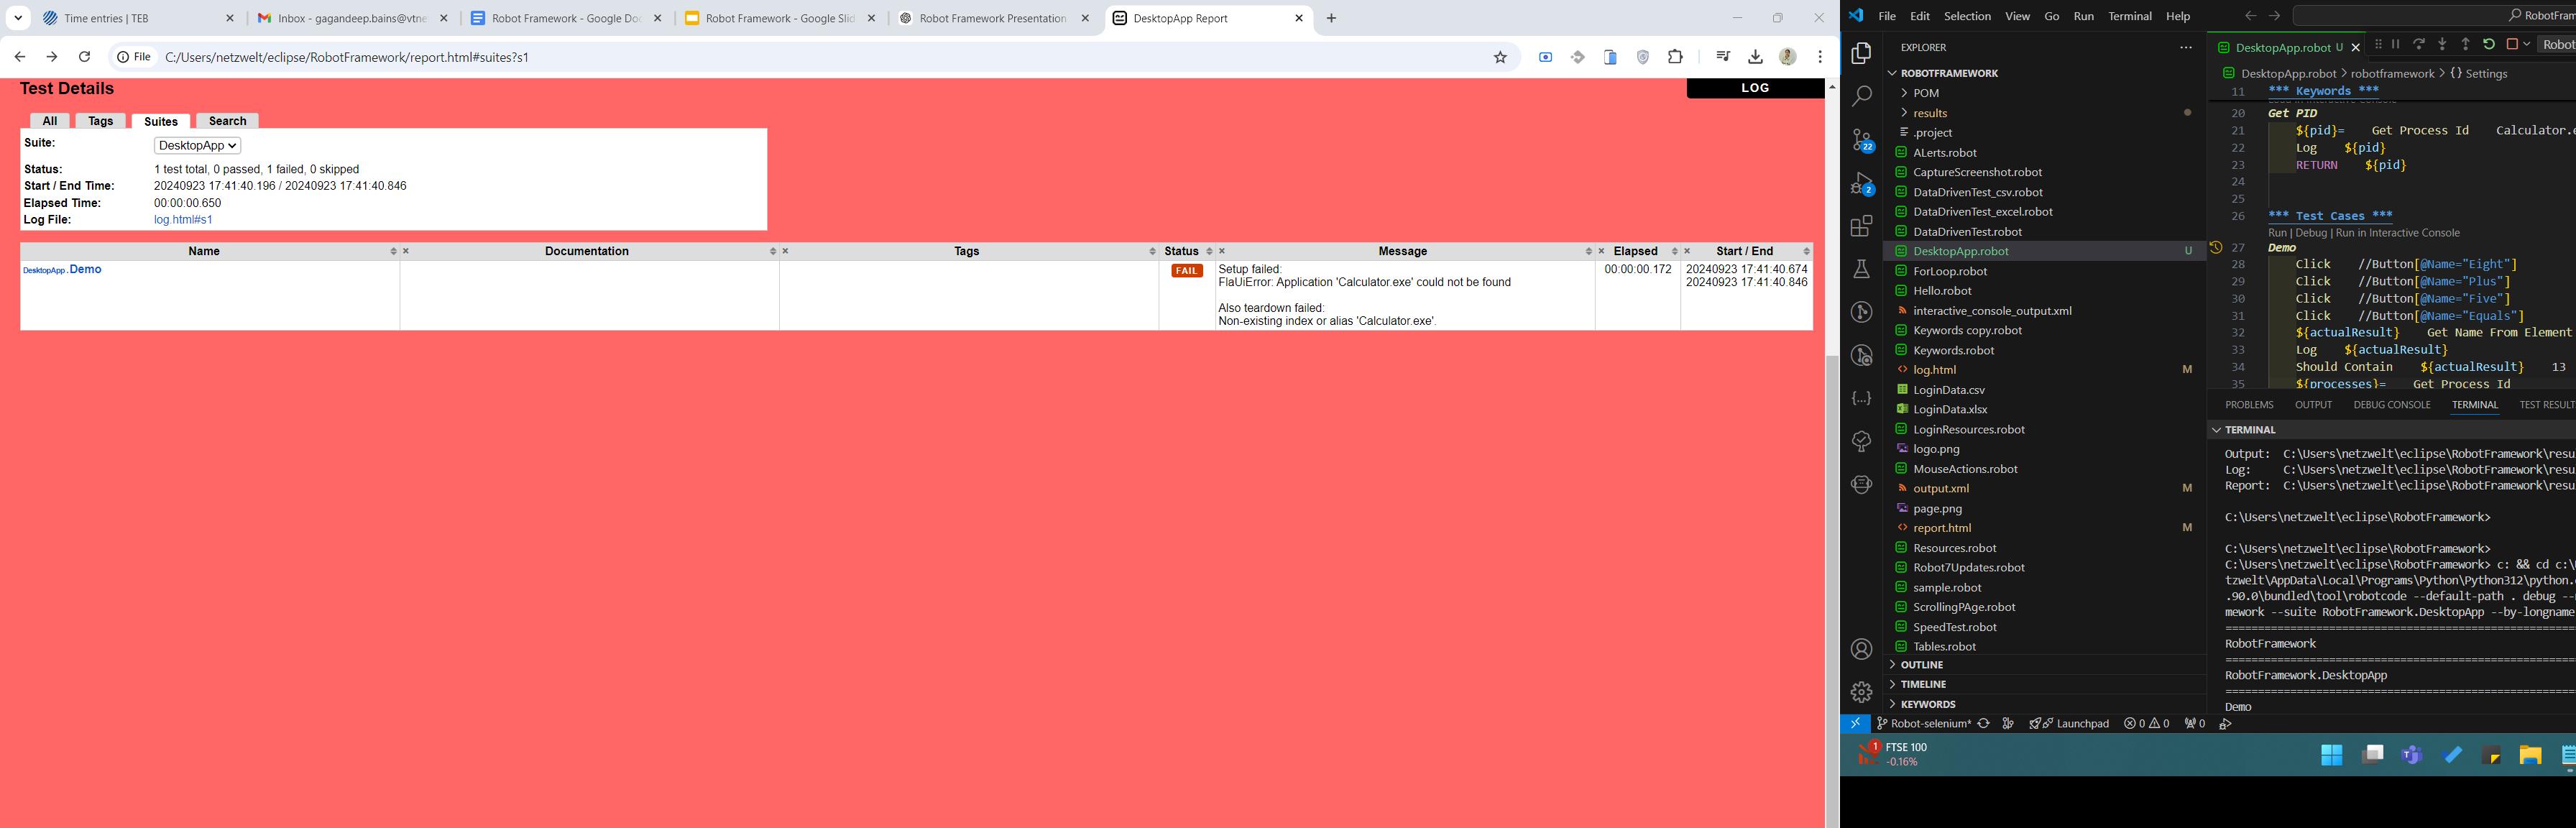 Time entries | TEB
Inbox - gagandeep.bains@vtne
Robot Framework - Google Doc
Robot Framework - Google Slid
Robot Framework Presentation
DesktopApp Report
File C:/Users/netzwelt/eclipse/RobotFramework/report.html#suites?s1
Test Details
LOG
All Tags Suites Search
Suite: DesktopApp
Status: 1 test total, 0 passed, 1 failed, 0 skipped
Start / End Time: 20240923 17:41:40.196 / 20240923 17:41:40.846
Elapsed Time: 00:00:00.650
Log File: log.html#s1
Name × Documentation × Tags Status × Message × Elapsed × Start / End
DesktopApp.Demo FAIL Setup failed: 00:00:00.172 20240923 17:41:40.674
FlaUiError: Application 'Calculator.exe' could not be found 20240923 17:41:40.846
Also teardown failed:
Non-existing index or alias 'Calculator.exe'.
File Edit Selection View Go Run Terminal Help
RobotFram
EXPLORER
ROBOTFRAMEWORK
POM
results
.project
ALerts.robot
CaptureScreenshot.robot
DataDrivenTest_csv.robot
DataDrivenTest_excel.robot
DataDrivenTest.robot
DesktopApp.robot U
ForLoop.robot
Hello.robot
interactive_console_output.xml
Keywords copy.robot
Keywords.robot
log.html M
LoginData.csv
LoginData.xlsx
LoginResources.robot
logo.png
MouseActions.robot
output.xml M
page.png
report.html M
Resources.robot
Robot7Updates.robot
sample.robot
ScrollingPAge.robot
SpeedTest.robot
Tables.robot
OUTLINE
TIMELINE
KEYWORDS
22
2
DesktopApp.robot U
Robot
DesktopApp.robot > robotframework > {} Settings
11 *** Keywords ***
20 Get PID
21 ${pid}= Get Process Id Calculator.e
22 Log ${pid}
23 RETURN ${pid}
24
25
26 *** Test Cases ***
Run | Debug | Run in Interactive Console
27 Demo
28 Click //Button[@Name="Eight"]
29 Click //Button[@Name="Plus"]
30 Click //Button[@Name="Five"]
31 Click //Button[@Name="Equals"]
32 ${actualResult} Get Name From Element
33 Log ${actualResult}
34 Should Contain ${actualResult} 13
35 ${processes}= Get Process Id
PROBLEMS OUTPUT DEBUG CONSOLE TERMINAL TEST RESULT
TERMINAL
Output: C:\Users\netzwelt\eclipse\RobotFramework\resu
Log: C:\Users\netzwelt\eclipse\RobotFramework\resu
Report: C:\Users\netzwelt\eclipse\RobotFramework\resu
C:\Users\netzwelt\eclipse\RobotFramework>
C:\Users\netzwelt\eclipse\RobotFramework>
C:\Users\netzwelt\eclipse\RobotFramework> c: && cd c:\
tzwelt\AppData\Local\Programs\Python\Python312\python.
.90.0\bundled\tool\robotcode --default-path . debug --
mework --suite RobotFramework.DesktopApp --by-longname
==============================================
RobotFramework
==============================================
RobotFramework.DesktopApp
==============================================
Demo
Robot-selenium* Launchpad 0 0 0
1
FTSE 100
-0.16%